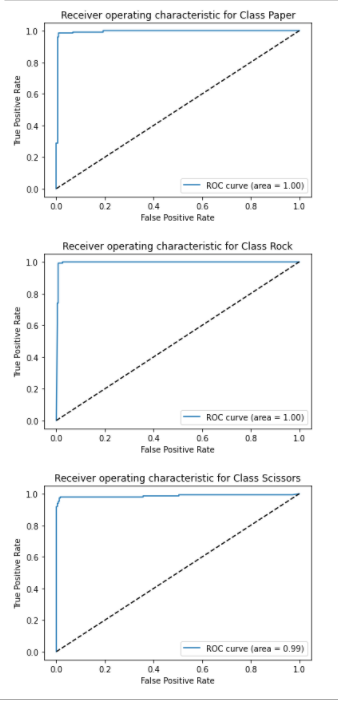 Receiver operating characteristic for Class Paper
1.0
0.8
0.6
0.4
0.2
0.0
True Positive Rate
ROC curve (area = 1.00)
0.0 0.2 0.4 0.6 0.8 1.0
False Positive Rate
Receiver operating characteristic for Class Rock
1.0
0.8
0.6
0.4
0.2
0.0
True Positive Rate
ROC curve (area = 1.00)
0.0 0.2 0.4 0.6 0.8 1.0
False Positive Rate
Receiver operating characteristic for Class Scissors
1.0
0.8
0.6
0.4
0.2
0.0
True Positive Rate
ROC curve (area = 0.99)
0.0 0.2 0.4 0.6 0.8 1.0
False Positive Rate